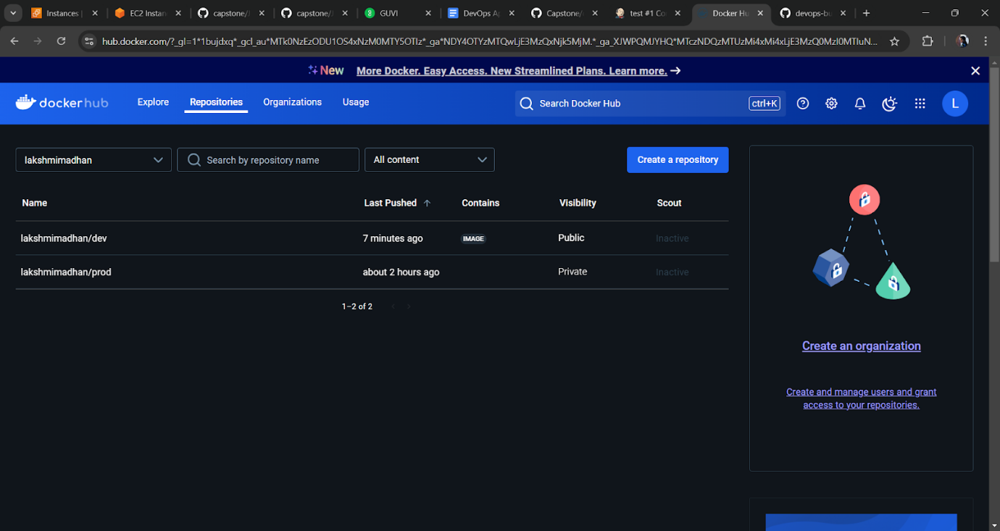 Instances |
EC2 Instan
capstone/J
capstone/J
GUVI
DevOps Ap
Capstone/
test #1 Co
Docker Hu
devops-bu
hub.docker.com/?_gl=1*1bujdxq*_gcl_au*MTk0NzEzODU1OS4xNzM0MTY5OTIz*_ga*NDY4OTYzMTQwLjE3MzQxNjk5MjM.*_ga_XJWPQMJYHQ*MTczNDQzMTUzMi4xMi4xLjE3MzQ0MzI0MTIuN...
New More Docker. Easy Access. New Streamlined Plans. Learn more. →
dockerhub Explore Repositories Organizations Usage Search Docker Hub ctrl+K L
lakshmimadhan Search by repository name All content Create a repository
Name Last Pushed ↑ Contains Visibility Scout
lakshmimadhan/dev 7 minutes ago IMAGE Public Inactive
lakshmimadhan/prod about 2 hours ago Private Inactive
1–2 of 2
Create an organization
Create and manage users and grant
access to your repositories.